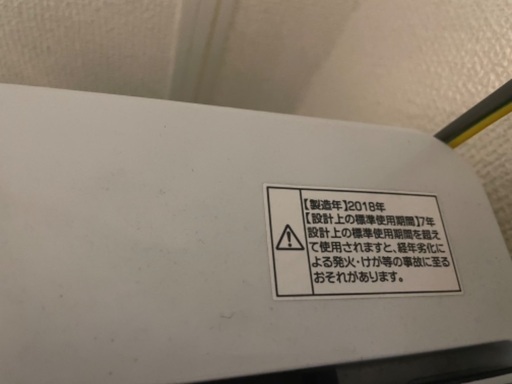 【製造年】2018年
【設計上の標準使用期間】7年
設計上の標準使用期間を超え
て使用されますと、経年劣化に
よる発火・けが等の事故に至る
おそれがあります。